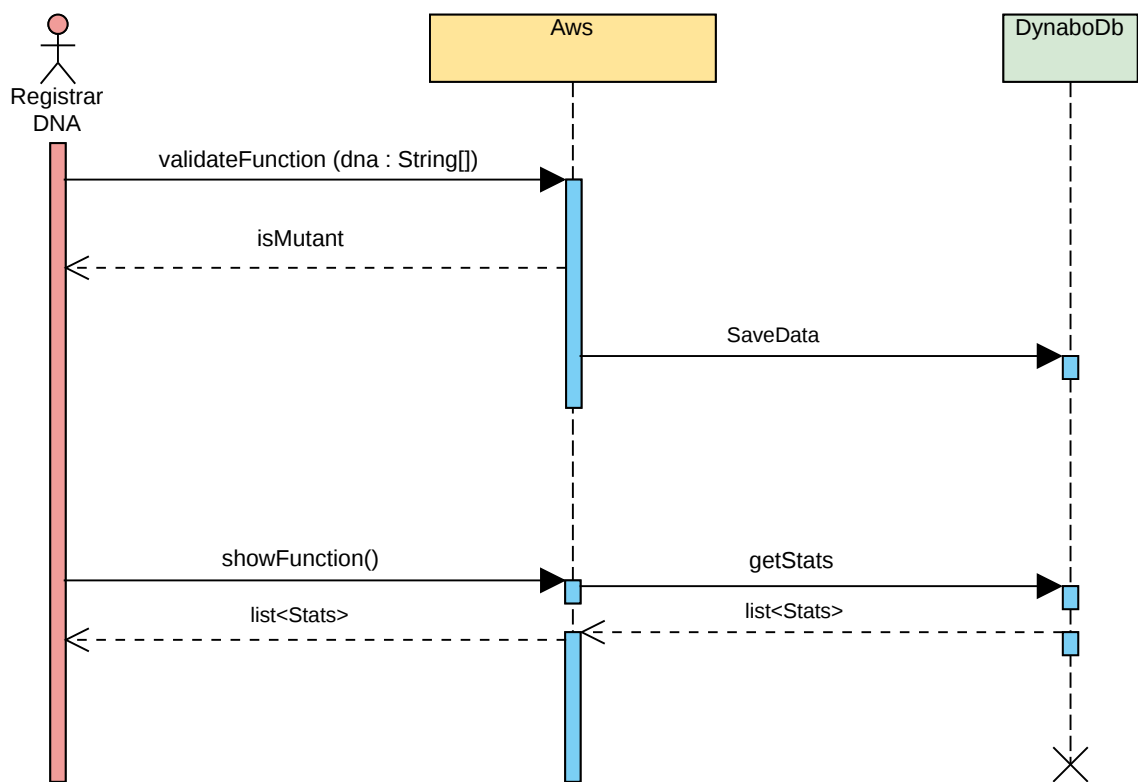 Aws
DynaboDb
Registrar
DNA
validateFunction (dna : String[])
isMutant
SaveData
showFunction()
getStats
list<Stats>
list<Stats>